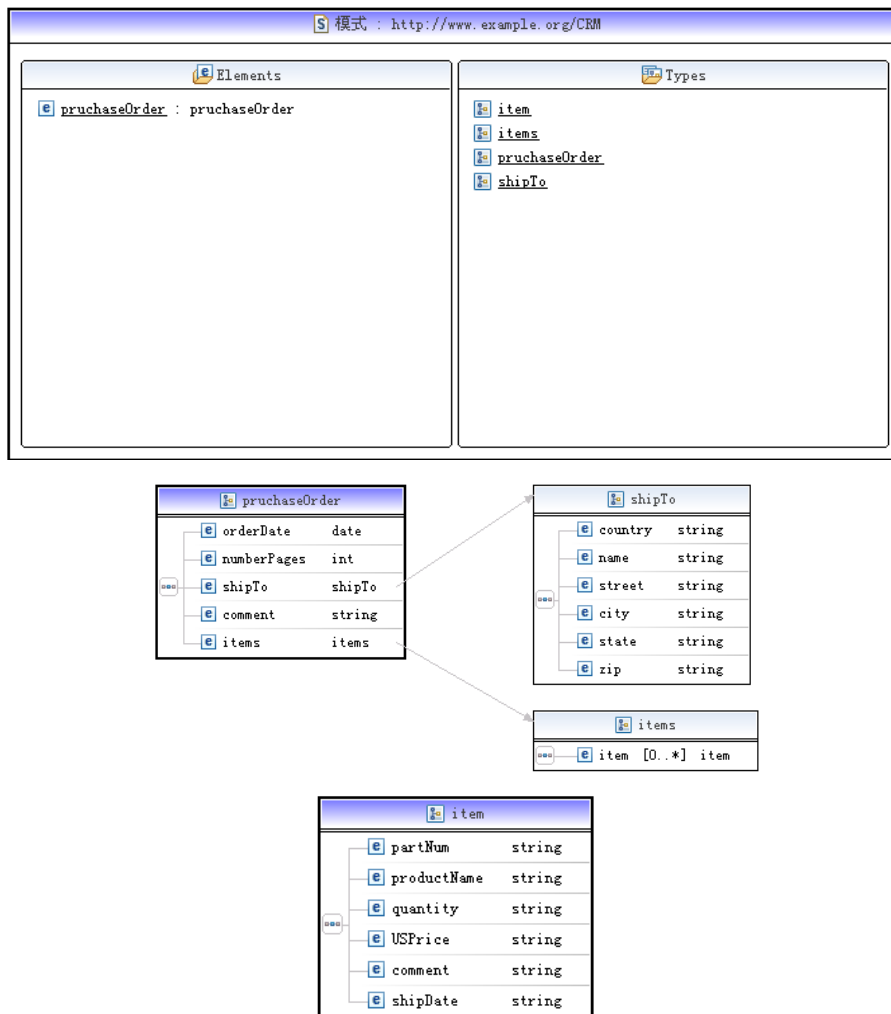 模式 : http://www.example.org/CRM
Elements
pruchaseOrder : pruchaseOrder
Types
item
items
pruchaseOrder
shipTo
pruchaseOrder
orderDate date
numberPages int
shipTo shipTo
comment string
items items
shipTo
country string
name string
street string
city string
state string
zip string
items
item [0..*] item
item
partNum string
productName string
quantity string
USPrice string
comment string
shipDate string